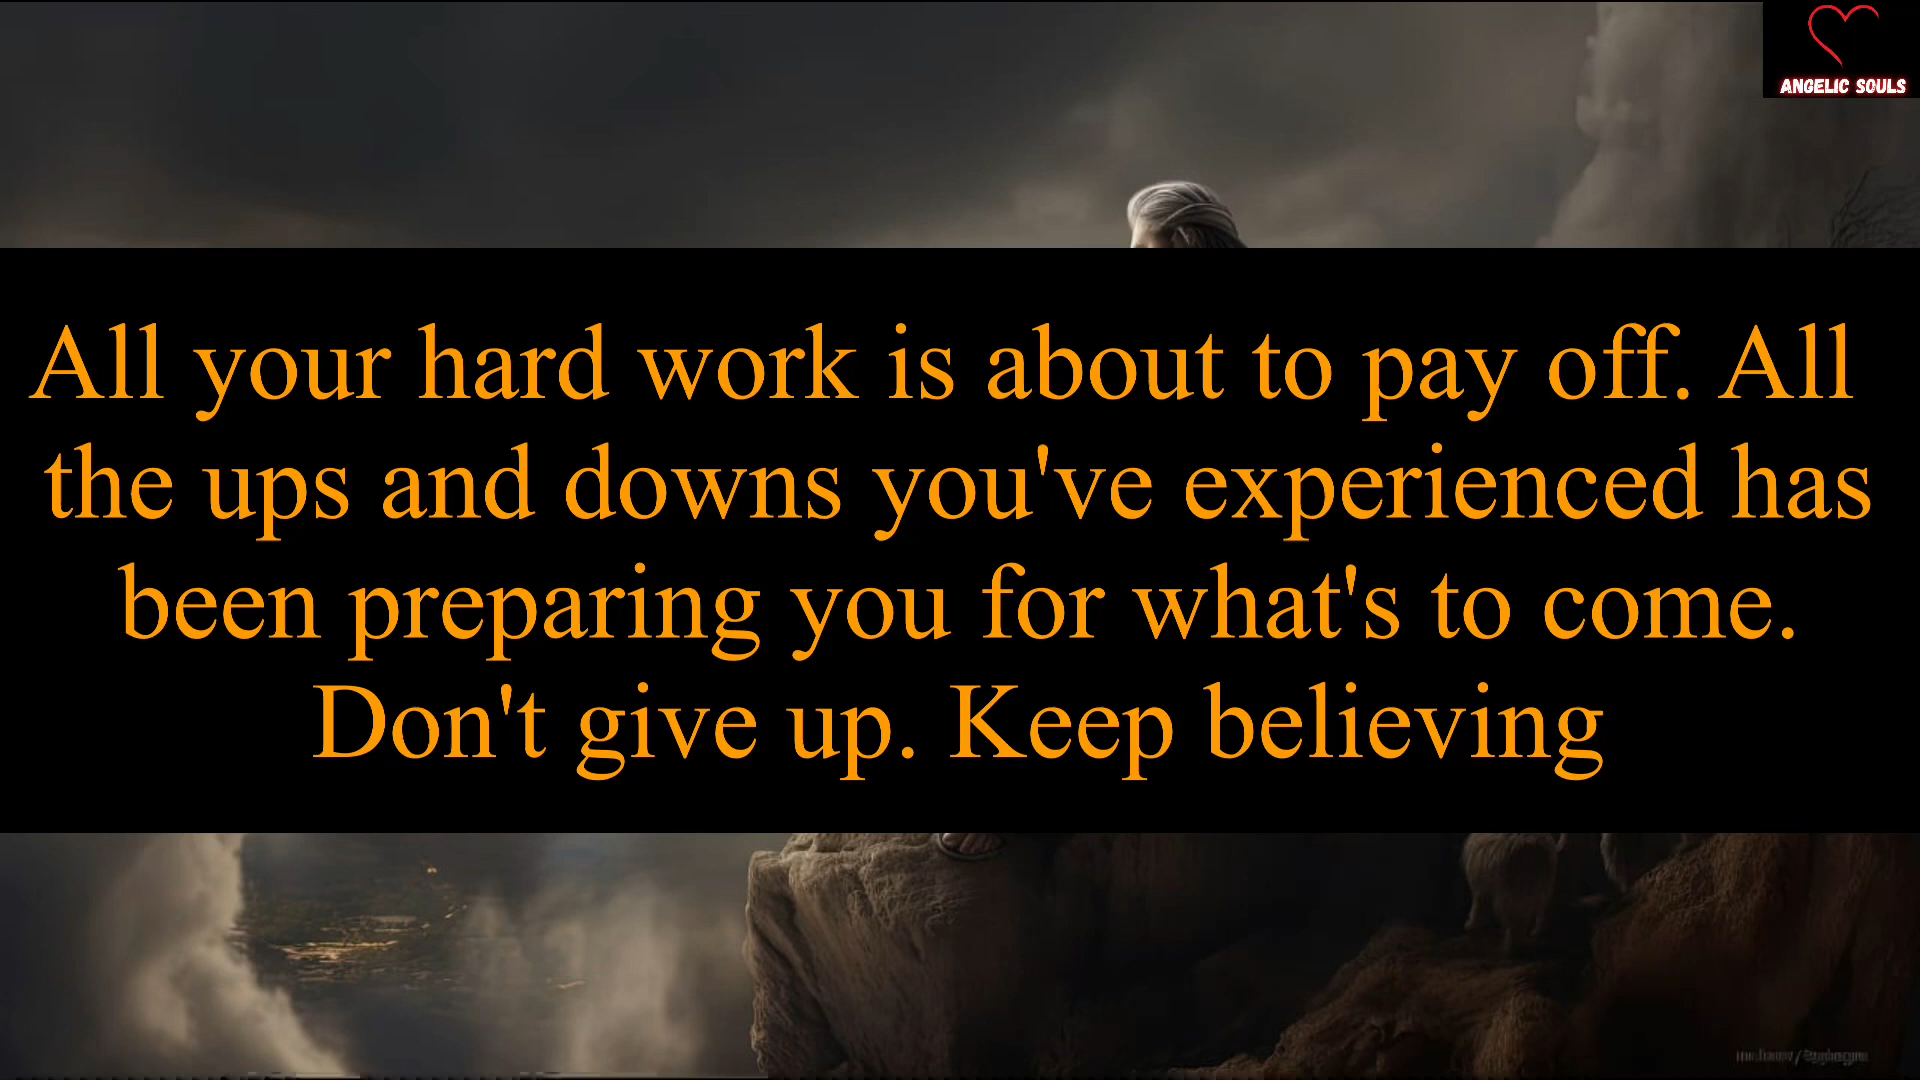 ANGELIC SOULS
All your hard work is about to pay off. All
the ups and downs you've experienced has
been preparing you for what's to come.
Don't give up. Keep believing